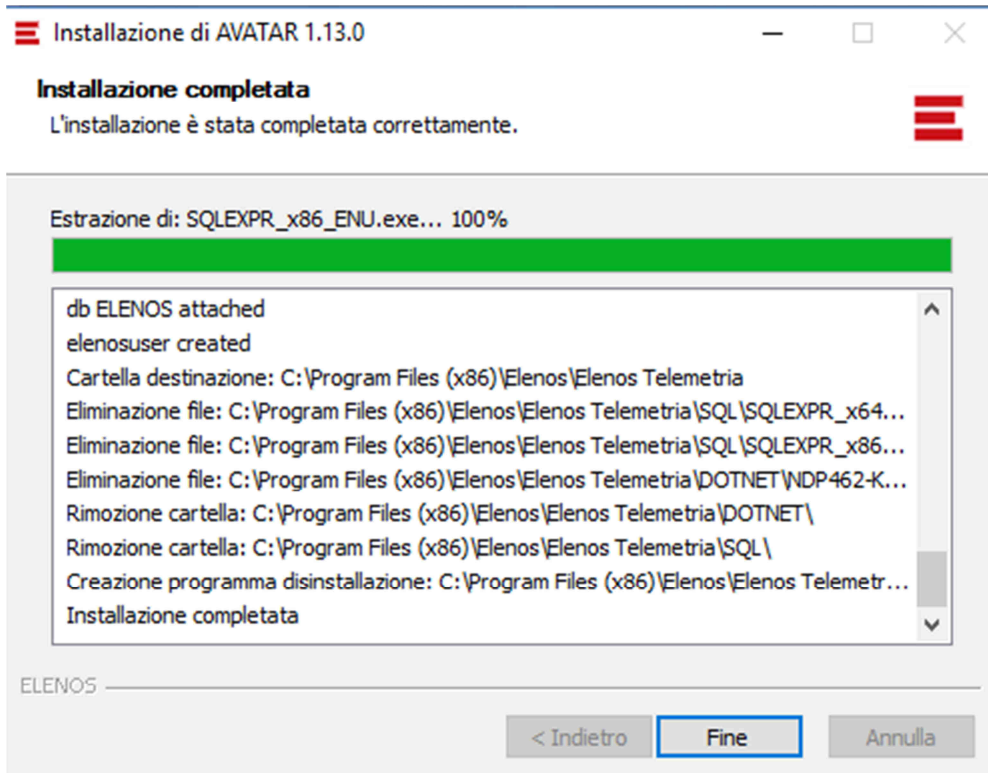 Installazione di AVATAR 1.13.0
Installazione completata
L'installazione è stata completata correttamente.
Estrazione di: SQLEXPR_x86_ENU.exe... 100%
db ELENOS attached
elenosuser created
Cartella destinazione: C:\Program Files (x86)\Elenos\Elenos Telemetria
Eliminazione file: C:\Program Files (x86)\Elenos\Elenos Telemetria\SQL\SQLEXPR_x64...
Eliminazione file: C:\Program Files (x86)\Elenos\Elenos Telemetria\SQL\SQLEXPR_x86...
Eliminazione file: C:\Program Files (x86)\Elenos\Elenos Telemetria\DOTNET\NDP462-K...
Rimozione cartella: C:\Program Files (x86)\Elenos\Elenos Telemetria\DOTNET\
Rimozione cartella: C:\Program Files (x86)\Elenos\Elenos Telemetria\SQL\
Creazione programma disinstallazione: C:\Program Files (x86)\Elenos\Elenos Telemetr...
Installazione completata
ELENOS
< Indietro Fine Annulla